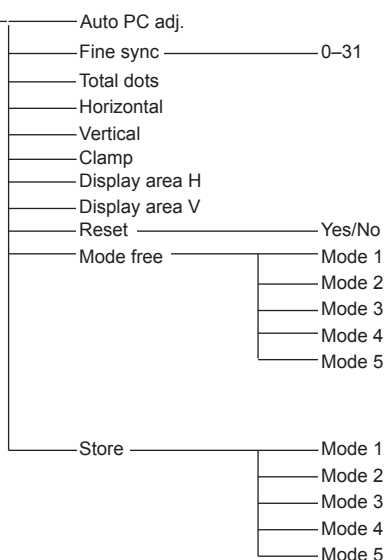 Auto PC adj.
Fine sync 0–31
Total dots
Horizontal
Vertical
Clamp
Display area H
Display area V
Reset Yes/No
Mode free Mode 1
Mode 2
Mode 3
Mode 4
Mode 5
Store Mode 1
Mode 2
Mode 3
Mode 4
Mode 5